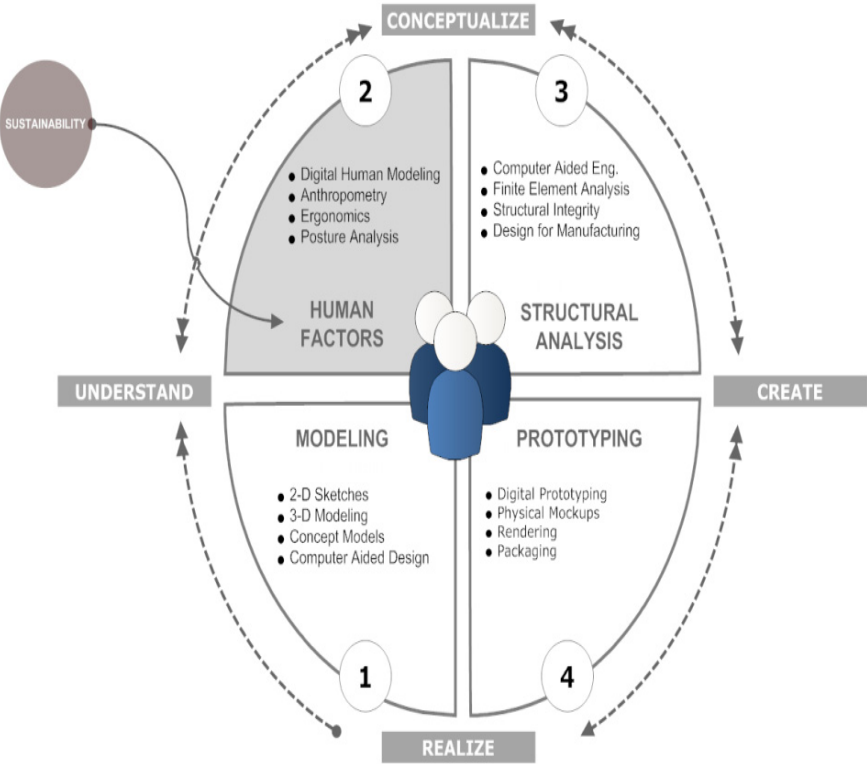 CONCEPTUALIZE
2
3
SUSTAINABILITY
• Digital Human Modeling
• Anthropometry
• Ergonomics
• Posture Analysis
• Computer Aided Eng.
• Finite Element Analysis
• Structural Integrity
• Design for Manufacturing
HUMAN
FACTORS
STRUCTURAL
ANALYSIS
UNDERSTAND
CREATE
MODELING
• 2-D Sketches
• 3-D Modeling
• Concept Models
• Computer Aided Design
PROTOTYPING
• Digital Prototyping
• Physical Mockups
• Rendering
• Packaging
1
4
REALIZE